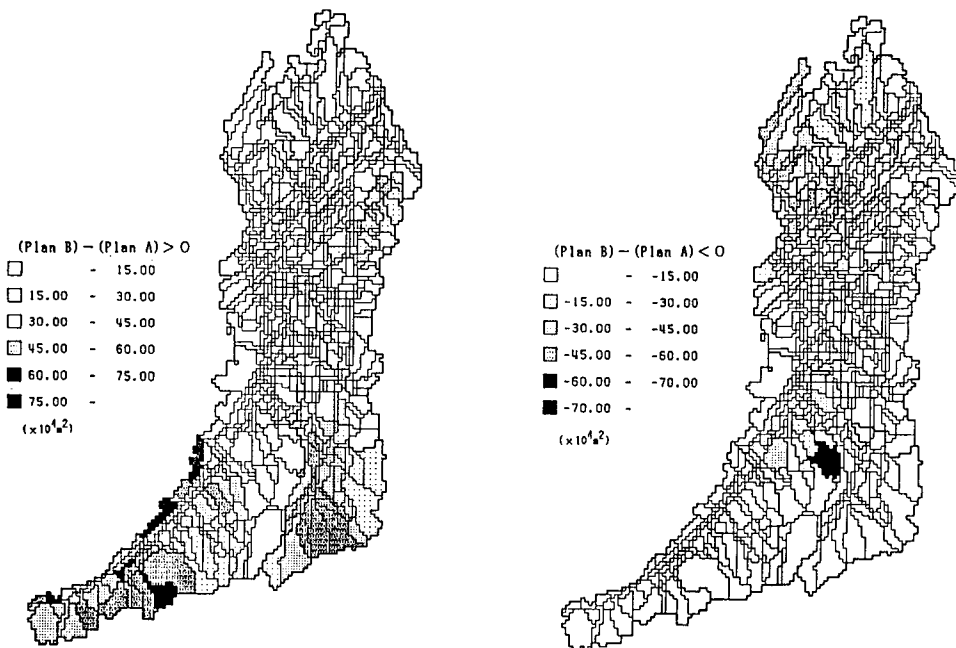 (Plan B)-(Plan A)>0
- 15.00
15.00 - 30.00
30.00 - 45.00
45.00 - 60.00
60.00 - 75.00
75.00 -
(×10⁴m²)
(Plan B)-(Plan A)<0
- -15.00
-15.00 - -30.00
-30.00 - -45.00
-45.00 - -60.00
-60.00 - -70.00
-70.00 -
(×10⁴m²)